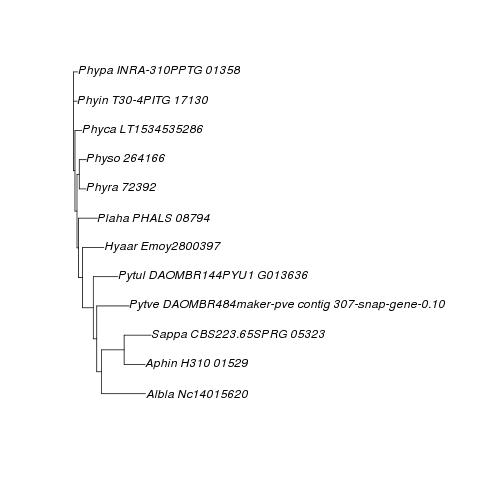 Phypa INRA-310PPTG 01358
Phyin T30-4PITG 17130
Phyca LT1534535286
Physo 264166
Phyra 72392
Plaha PHALS 08794
Hyaar Emoy2800397
Pytul DAOMBR144PYU1 G013636
Pytve DAOMBR484maker-pve contig 307-snap-gene-0.10
Sappa CBS223.65SPRG 05323
Aphin H310 01529
Albla Nc14015620